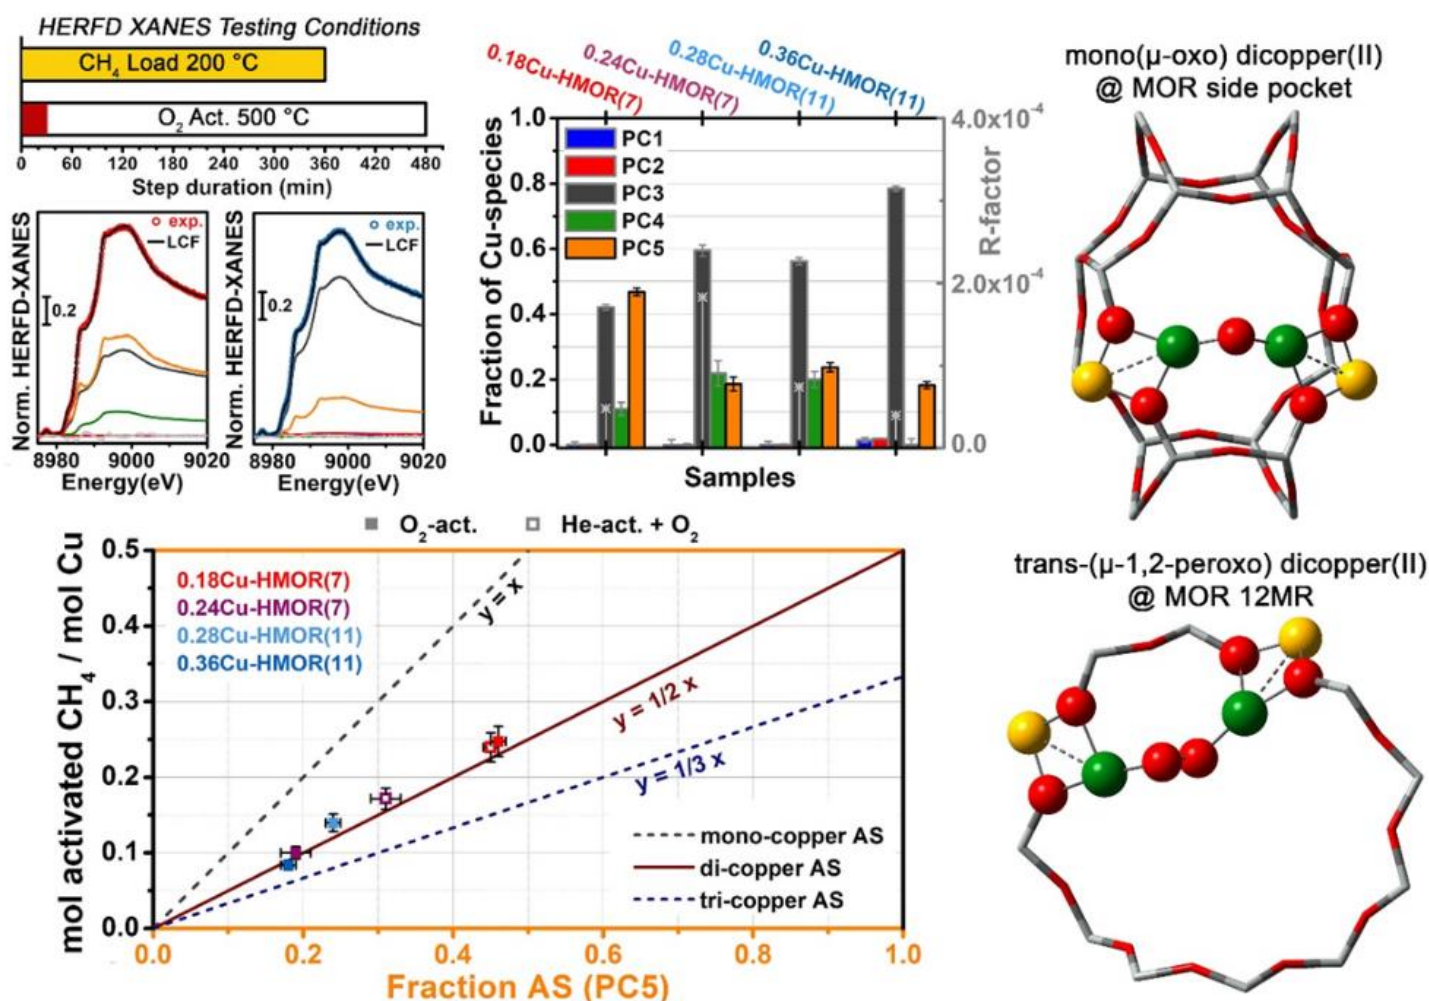 HERFD XANES Testing Conditions
CH₄ Load 200 °C
O₂ Act. 500 °C
0 60 120 180 240 300 360 420 480
Step duration (min)
Norm. HERFD-XANES
exp.
LCF
0.2
8980 9000 9020
Energy(eV)
Norm. HERFD-XANES
exp.
LCF
0.2
8980 9000 9020
Energy(eV)
0.18Cu-HMOR(7)
0.24Cu-HMOR(7)
0.28Cu-HMOR(11)
0.36Cu-HMOR(11)
Fraction of Cu-species
1.0
0.8
0.6
0.4
0.2
0.0
PC1
PC2
PC3
PC4
PC5
4.0x10⁻⁴
2.0x10⁻⁴
0.0
R-factor
Samples
mono(µ-oxo) dicopper(II)
@ MOR side pocket
O₂-act.
He-act. + O₂
mol activated CH₄ / mol Cu
0.5
0.4
0.3
0.2
0.1
0.0
0.18Cu-HMOR(7)
0.24Cu-HMOR(7)
0.28Cu-HMOR(11)
0.36Cu-HMOR(11)
y = x
y = 1/2 x
y = 1/3 x
mono-copper AS
di-copper AS
tri-copper AS
0.0 0.2 0.4 0.6 0.8 1.0
Fraction AS (PC5)
trans-(µ-1,2-peroxo) dicopper(II)
@ MOR 12MR